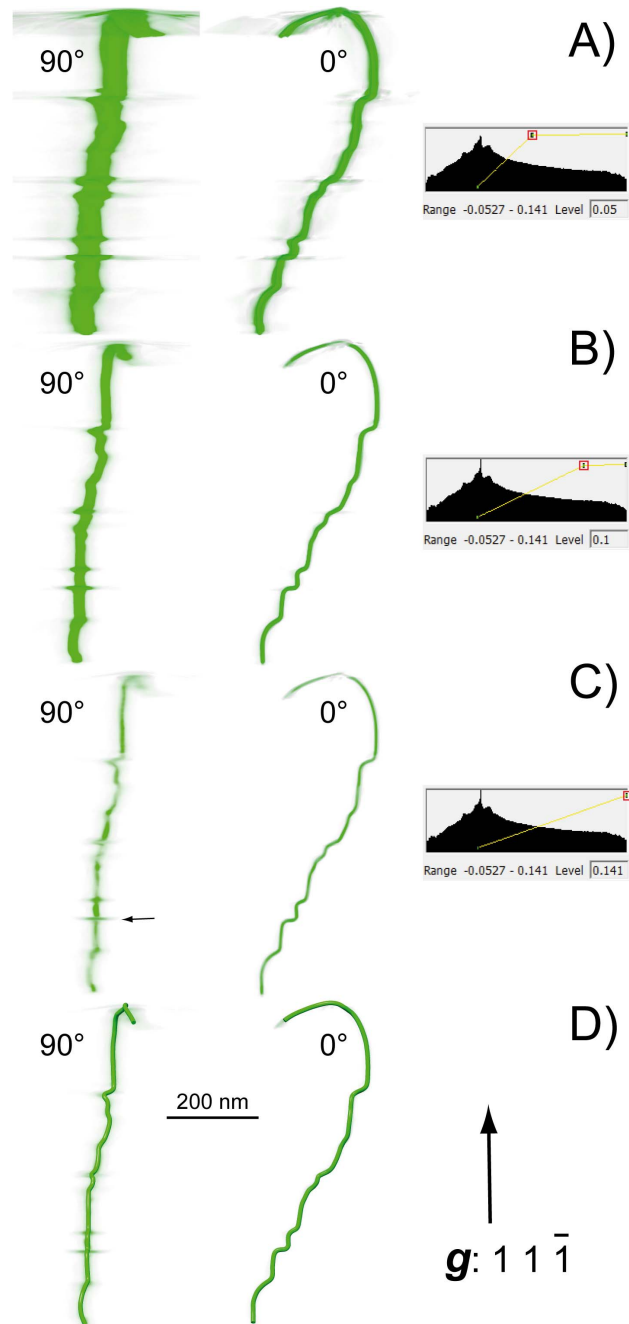 A)
90°
0°
Range -0.0527 - 0.141 Level 0.05
B)
90°
0°
Range -0.0527 - 0.141 Level 0.1
C)
90°
0°
Range -0.0527 - 0.141 Level 0.141
D)
90°
0°
200 nm
g: 1 1 1̄